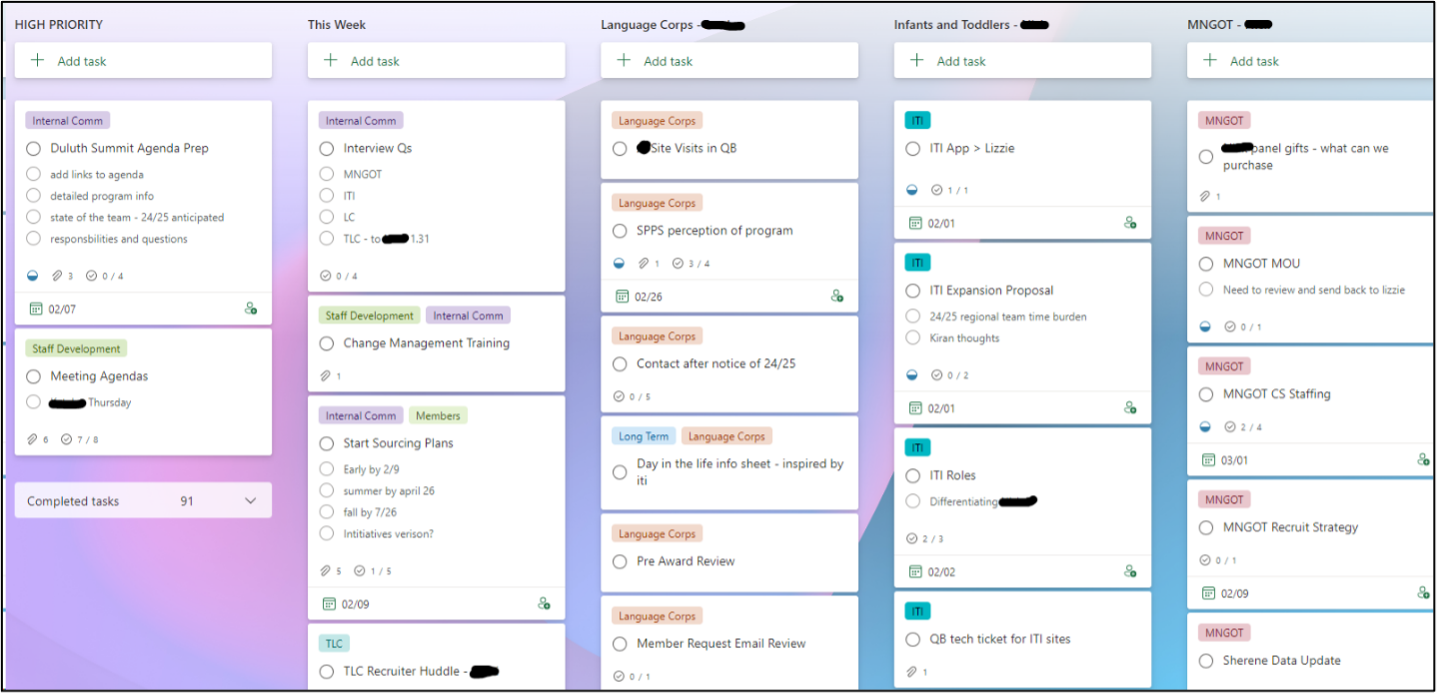 HIGH PRIORITY
Add task
Internal Comm
Duluth Summit Agenda Prep
add links to agenda
detailed program info
state of the team - 24/25 anticipated
responsbilities and questions
3
0 / 4
02/07
Staff Development
Meeting Agendas
Thursday
6
7 / 8
Completed tasks 91
This Week
Add task
Internal Comm
Interview Qs
MNGOT
ITI
LC
TLC - to 1.31
0 / 4
Staff Development Internal Comm
Change Management Training
1
Internal Comm Members
Start Sourcing Plans
Early by 2/9
summer by april 26
fall by 7/26
Intitiatives verison?
5
1 / 5
02/09
TLC
TLC Recruiter Huddle -
Language Corps -
Add task
Language Corps
Site Visits in QB
Language Corps
SPPS perception of program
1
3 / 4
02/26
Language Corps
Contact after notice of 24/25
0 / 5
Long Term Language Corps
Day in the life info sheet - inspired by
iti
Language Corps
Pre Award Review
Language Corps
Member Request Email Review
0 / 1
Infants and Toddlers -
Add task
ITI
ITI App > Lizzie
1 / 1
02/01
ITI
ITI Expansion Proposal
24/25 regional team time burden
Kiran thoughts
0 / 2
02/01
ITI
ITI Roles
Differentiating
2 / 3
02/02
ITI
QB tech ticket for ITI sites
1
MNGOT -
Add task
MNGOT
panel gifts - what can we
purchase
1
MNGOT
MNGOT MOU
Need to review and send back to lizzie
0 / 1
MNGOT
MNGOT CS Staffing
2 / 4
03/01
MNGOT
MNGOT Recruit Strategy
0 / 1
02/09
MNGOT
Sherene Data Update